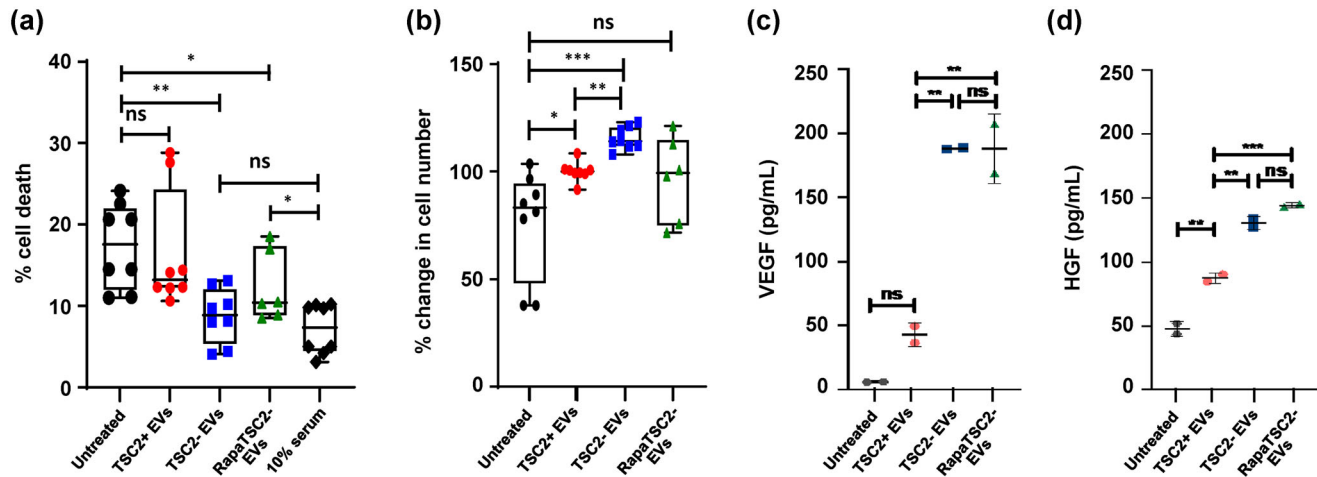 (a)
% cell death
40
30
20
10
0
*
**
ns
ns
*
Untreated
TSC2+ EVs
TSC2- EVs
RapaTSC2-
EVs
10% serum
(b)
% change in cell number
150
100
50
0
ns
***
**
*
Untreated
TSC2+ EVs
TSC2- EVs
RapaTSC2-
EVs
(c)
VEGF (pg/mL)
250
200
150
100
50
0
**
**
ns
ns
Untreated
TSC2+ EVs
TSC2- EVs
RapaTSC2-
EVs
(d)
HGF (pg/mL)
250
200
150
100
50
0
***
**
ns
**
Untreated
TSC2+ EVs
TSC2- EVs
RapaTSC2-
EVs